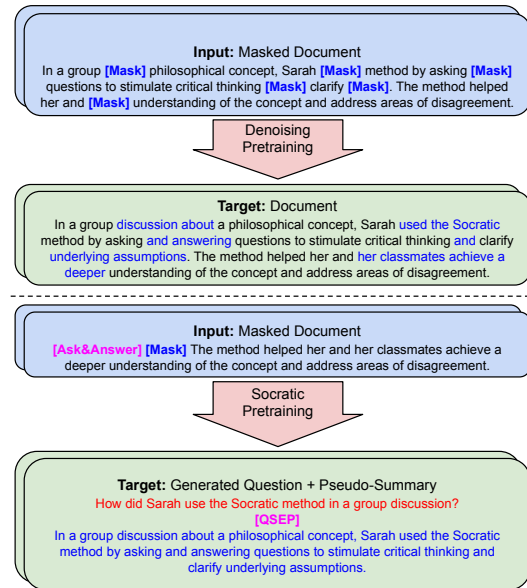 Input: Masked Document
In a group [Mask] philosophical concept, Sarah [Mask] method by asking [Mask]
questions to stimulate critical thinking [Mask] clarify [Mask]. The method helped
her and [Mask] understanding of the concept and address areas of disagreement.
Denoising
Pretraining
Target: Document
In a group discussion about a philosophical concept, Sarah used the Socratic
method by asking and answering questions to stimulate critical thinking and clarify
underlying assumptions. The method helped her and her classmates achieve a
deeper understanding of the concept and address areas of disagreement.
Input: Masked Document
[Ask&Answer] [Mask] The method helped her and her classmates achieve a
deeper understanding of the concept and address areas of disagreement.
Socratic
Pretraining
Target: Generated Question + Pseudo-Summary
How did Sarah use the Socratic method in a group discussion?
[QSEP]
In a group discussion about a philosophical concept, Sarah used the Socratic
method by asking and answering questions to stimulate critical thinking and
clarify underlying assumptions.